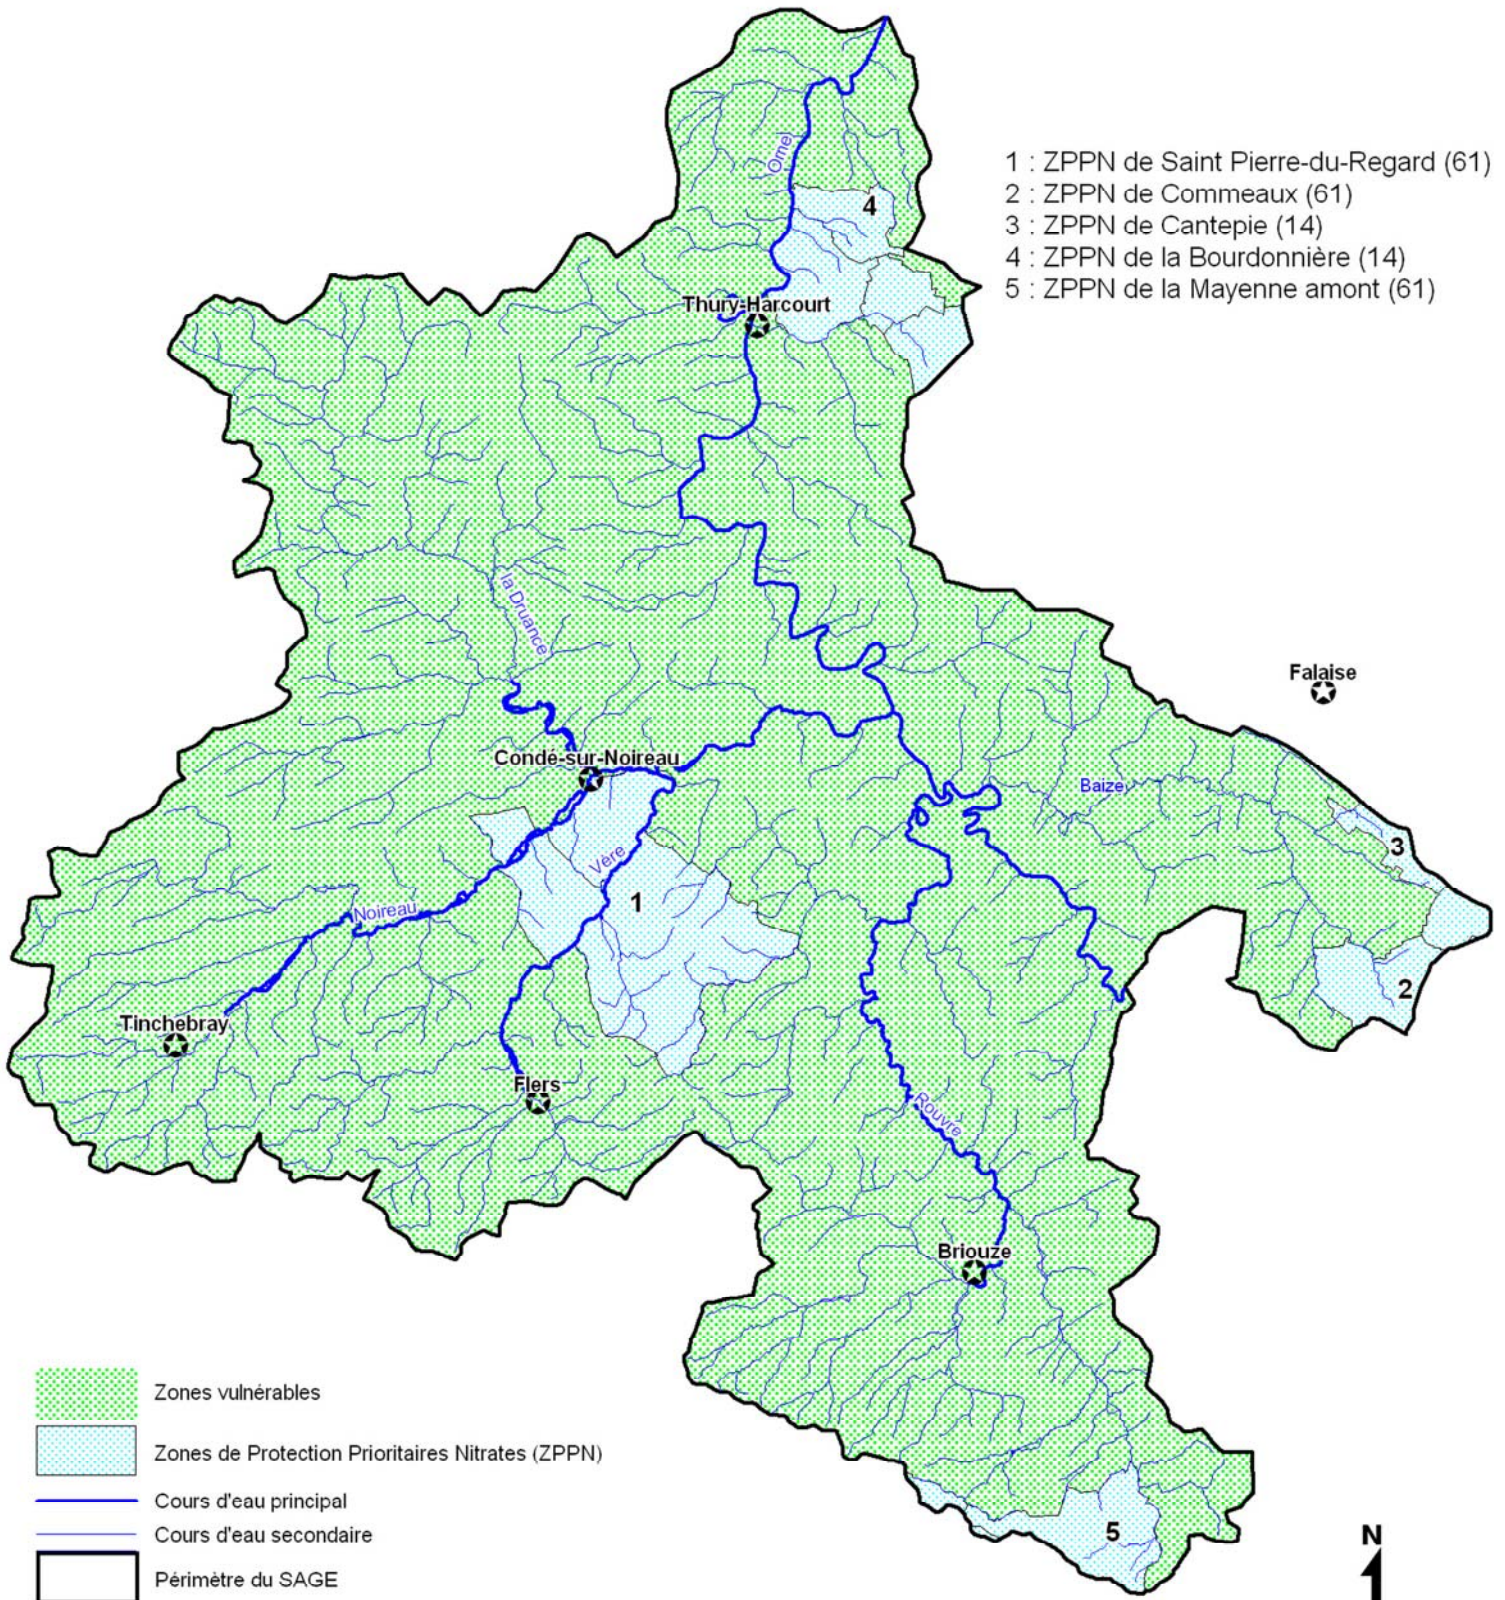 Orne
1 : ZPPN de Saint Pierre-du-Regard (61)
2 : ZPPN de Commeaux (61)
3 : ZPPN de Cantepie (14)
4 : ZPPN de la Bourdonnière (14)
5 : ZPPN de la Mayenne amont (61)
4
Thury-Harcourt
la Druance
Falaise
Condé-sur-Noireau
Baize
3
Vère
1
Noireau
2
Tinchebray
Flers
Rouvre
Briouze
Zones vulnérables
Zones de Protection Prioritaires Nitrates (ZPPN)
Cours d'eau principal
Cours d'eau secondaire
5
N
Périmètre du SAGE